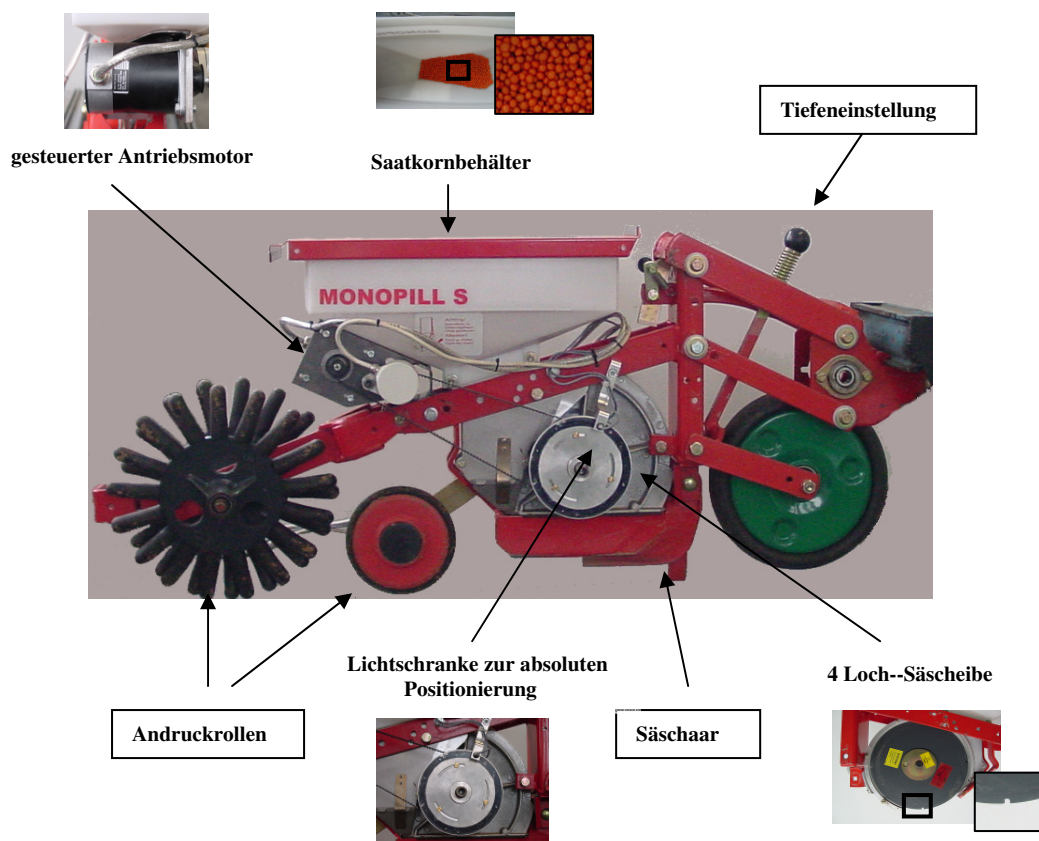 Tiefeneinstellung
gesteuerter Antriebsmotor
Saatkornbehälter
MONOPILL S
Lichtschranke zur absoluten
Positionierung
4 Loch--Säscheibe
Andruckrollen
Säschaar